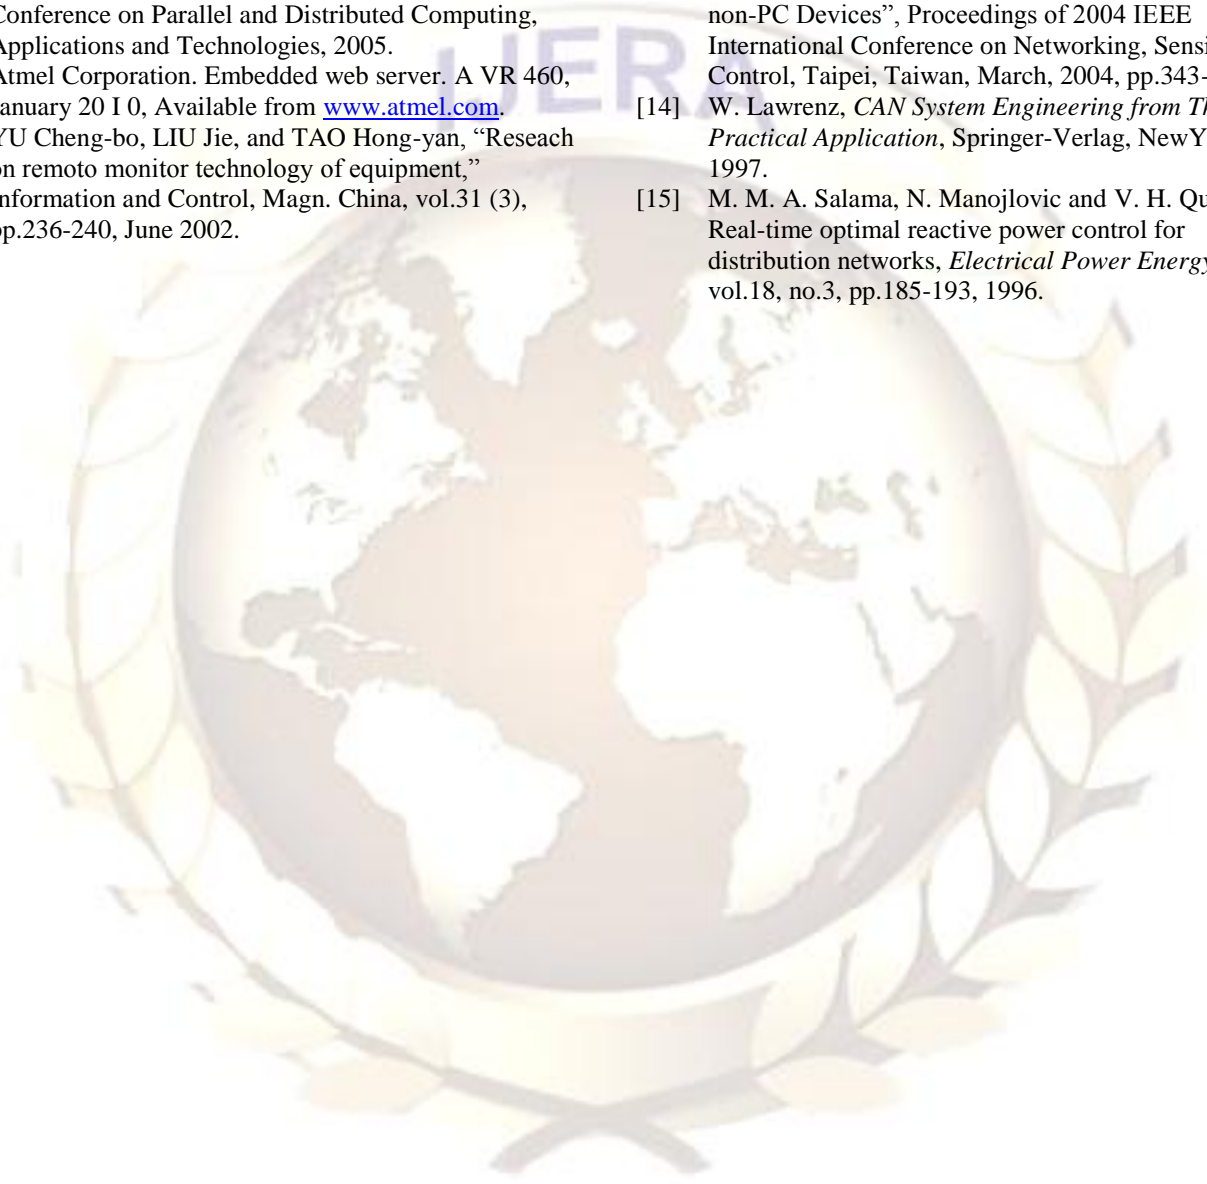 Conference on Parallel and Distributed Computing,
Applications and Technologies, 2005.
Atmel Corporation. Embedded web server. A VR 460,
January 20 I 0, Available from www.atmel.com.
YU Cheng-bo, LIU Jie, and TAO Hong-yan, “Reseach
on remoto monitor technology of equipment,”
Information and Control, Magn. China, vol.31 (3),
pp.236-240, June 2002.
non-PC Devices”, Proceedings of 2004 IEEE
International Conference on Networking, Sensi
Control, Taipei, Taiwan, March, 2004, pp.343-
[14] W. Lawrenz, CAN System Engineering from Th
Practical Application, Springer-Verlag, NewY
1997.
[15] M. M. A. Salama, N. Manojlovic and V. H. Qu
Real-time optimal reactive power control for
distribution networks, Electrical Power Energy
vol.18, no.3, pp.185-193, 1996.
IJERA